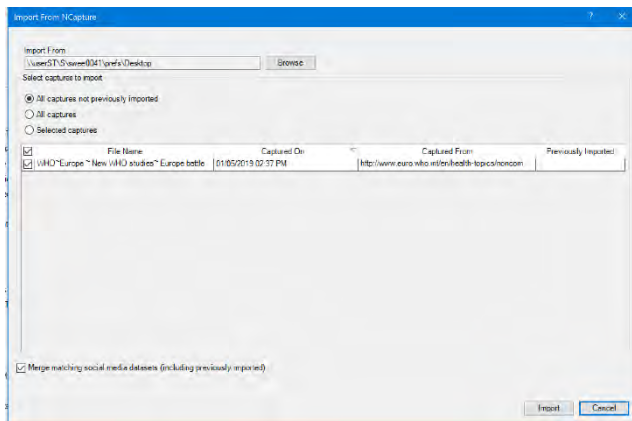 Import From NCapture
? ×
Import From
\\userST\S\swee0041\prefs\Desktop
Browse
Select captures to import
All captures not previously imported
All captures
Selected captures
File Name Captured On Captured From Previously Imported
WHO~Europe ~ New WHO studies~ Europe battle 01/05/2019 02:37 PM http://www.euro.who.int/en/health-topics/noncom
Merge matching social media datasets (including previously imported)
Import Cancel